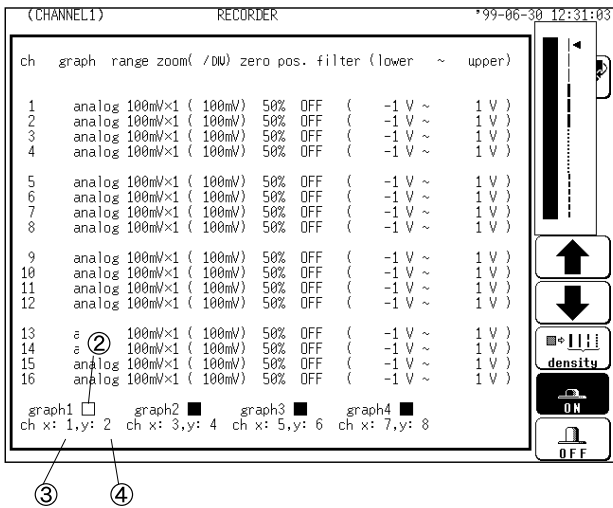 (CHANNEL1) RECORDER '99-06-30 12:31:03
ch graph range zoom( /DIV) zero pos. filter (lower ~ upper)
1 analog 100mV×1 ( 100mV) 50% OFF ( -1 V ~ 1 V )
2 analog 100mV×1 ( 100mV) 50% OFF ( -1 V ~ 1 V )
3 analog 100mV×1 ( 100mV) 50% OFF ( -1 V ~ 1 V )
4 analog 100mV×1 ( 100mV) 50% OFF ( -1 V ~ 1 V )
5 analog 100mV×1 ( 100mV) 50% OFF ( -1 V ~ 1 V )
6 analog 100mV×1 ( 100mV) 50% OFF ( -1 V ~ 1 V )
7 analog 100mV×1 ( 100mV) 50% OFF ( -1 V ~ 1 V )
8 analog 100mV×1 ( 100mV) 50% OFF ( -1 V ~ 1 V )
9 analog 100mV×1 ( 100mV) 50% OFF ( -1 V ~ 1 V )
10 analog 100mV×1 ( 100mV) 50% OFF ( -1 V ~ 1 V )
11 analog 100mV×1 ( 100mV) 50% OFF ( -1 V ~ 1 V )
12 analog 100mV×1 ( 100mV) 50% OFF ( -1 V ~ 1 V )
13 100mV×1 ( 100mV) 50% OFF ( -1 V ~ 1 V )
14 100mV×1 ( 100mV) 50% OFF ( -1 V ~ 1 V )
15 analog 100mV×1 ( 100mV) 50% OFF ( -1 V ~ 1 V )
16 analog 100mV×1 ( 100mV) 50% OFF ( -1 V ~ 1 V )
②
graph1 graph2 graph3 graph4
ch x: 1,y: 2 ch x: 3,y: 4 ch x: 5,y: 6 ch x: 7,y: 8
density
ON
OFF
③ ④